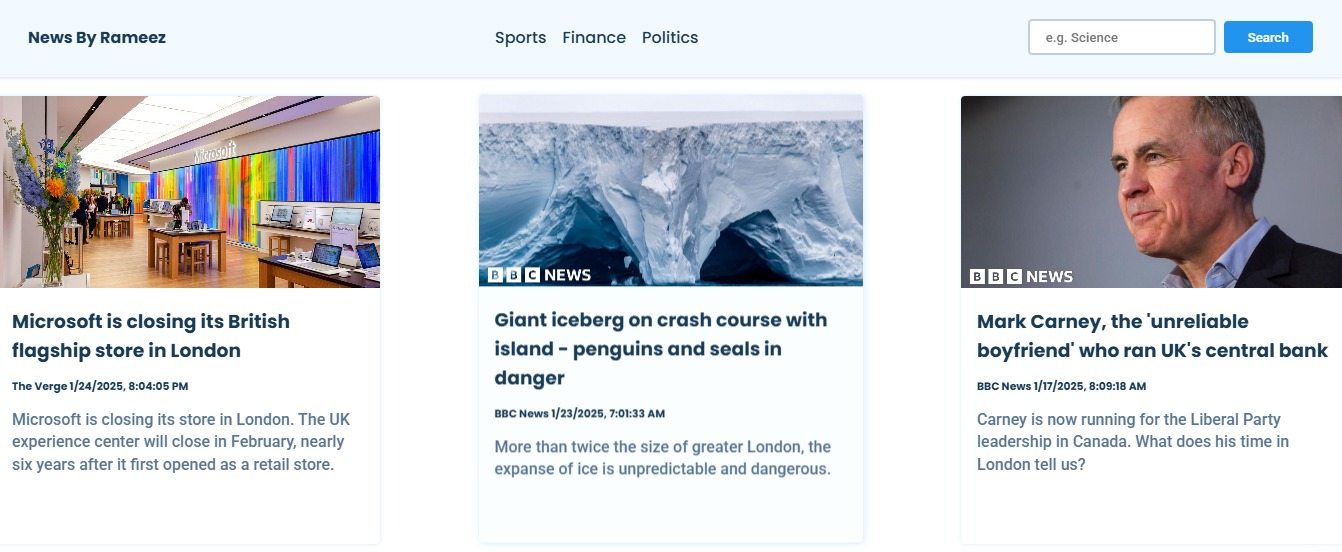 News By Rameez
Sports Finance Politics
e.g. Science
Search
Microsoft
Microsoft is closing its British
flagship store in London
The Verge 1/24/2025, 8:04:05 PM
Microsoft is closing its store in London. The UK
experience center will close in February, nearly
six years after it first opened as a retail store.
BBC NEWS
Giant iceberg on crash course with
island - penguins and seals in
danger
BBC News 1/23/2025, 7:01:33 AM
More than twice the size of greater London, the
expanse of ice is unpredictable and dangerous.
BBC NEWS
Mark Carney, the 'unreliable
boyfriend' who ran UK's central bank
BBC News 1/17/2025, 8:09:18 AM
Carney is now running for the Liberal Party
leadership in Canada. What does his time in
London tell us?